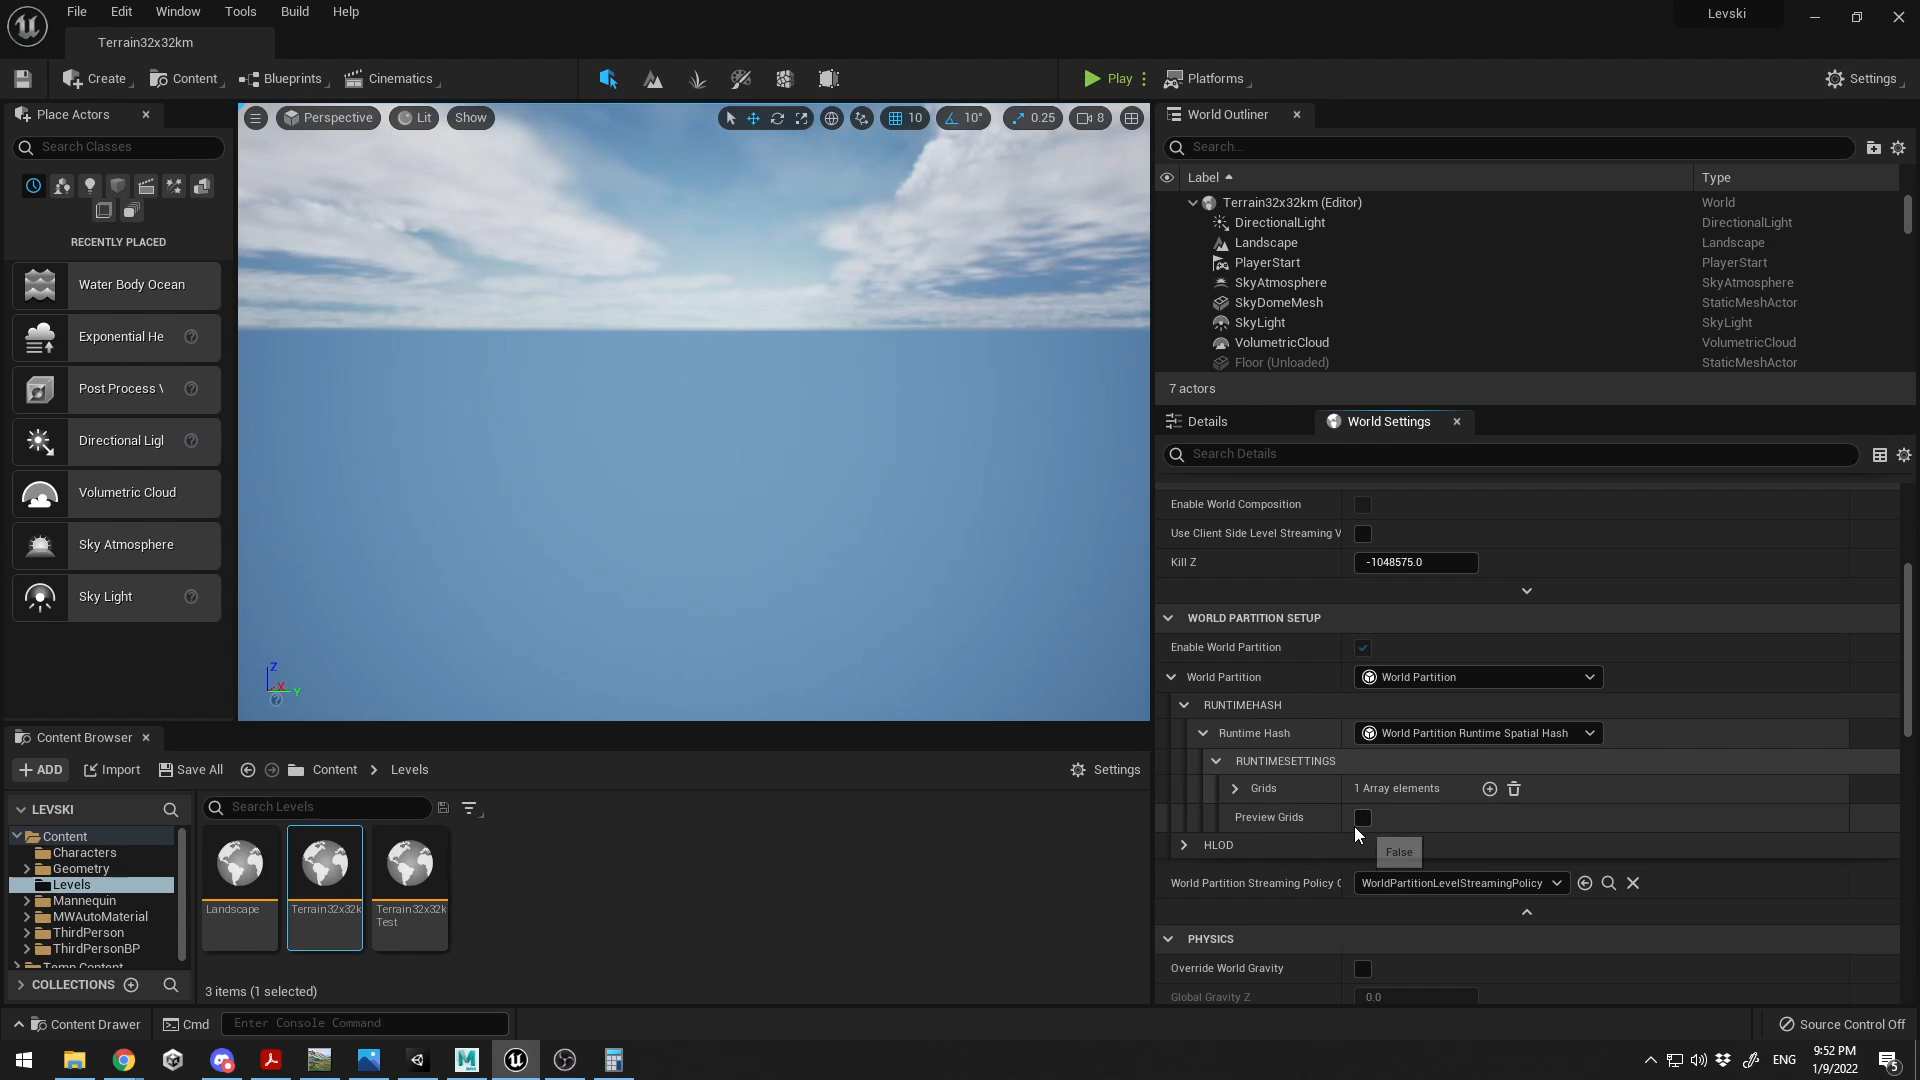 File Edit Window Tools Build Help
Levski
Terrain32x32km
Create Content Blueprints Cinematics
Play Platforms Settings
Place Actors
Search Classes
RECENTLY PLACED
Water Body Ocean
Exponential He
Post Process \
Directional Ligl
Volumetric Cloud
Sky Atmosphere
Sky Light
Perspective Lit Show
10 10° 0.25 8
Z
X
Y
World Outliner
Search...
Label Type
Terrain32x32km (Editor) World
DirectionalLight DirectionalLight
Landscape Landscape
PlayerStart PlayerStart
SkyAtmosphere SkyAtmosphere
SkyDomeMesh StaticMeshActor
SkyLight SkyLight
VolumetricCloud VolumetricCloud
Floor (Unloaded) StaticMeshActor
7 actors
Details World Settings
Search Details
Enable World Composition
Use Client Side Level Streaming V
Kill Z -1048575.0
WORLD PARTITION SETUP
Enable World Partition
World Partition World Partition
RUNTIMEHASH
Runtime Hash World Partition Runtime Spatial Hash
RUNTIMESETTINGS
Grids 1 Array elements
Preview Grids
False
HLOD
World Partition Streaming Policy C WorldPartitionLevelStreamingPolicy
PHYSICS
Override World Gravity
Global Gravity Z 0.0
Content Browser
ADD Import Save All Content Levels Settings
LEVSKI
Content
Characters
Geometry
Levels
Mannequin
MWAutoMaterial
ThirdPerson
ThirdPersonBP
Temp Content
COLLECTIONS
Search Levels
Landscape
Terrain32x32k
Terrain32x32k
Test
3 items (1 selected)
Content Drawer Cmd Enter Console Command Source Control Off
ENG
9:52 PM
1/9/2022
5